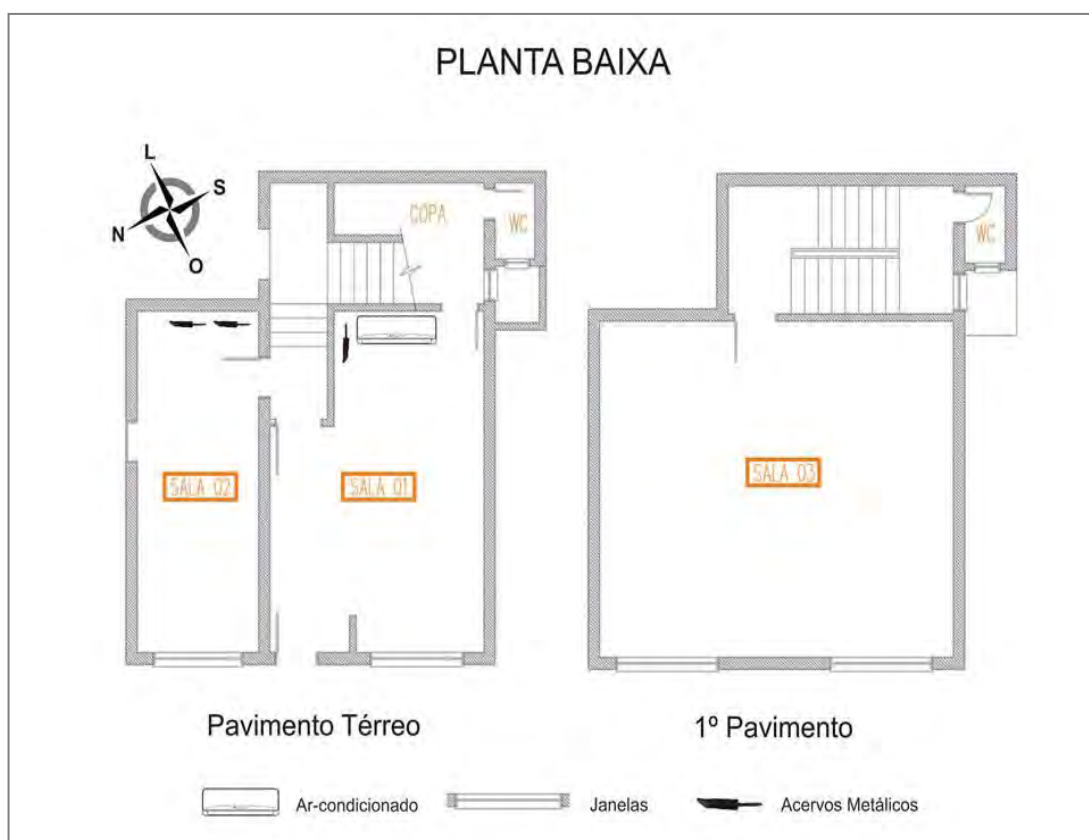 PLANTA BAIXA
L
S
N
O
COPA
WC
WC
SALA 02
SALA 01
SALA 03
Pavimento Térreo
1º Pavimento
Ar-condicionado
Janelas
Acervos Metálicos